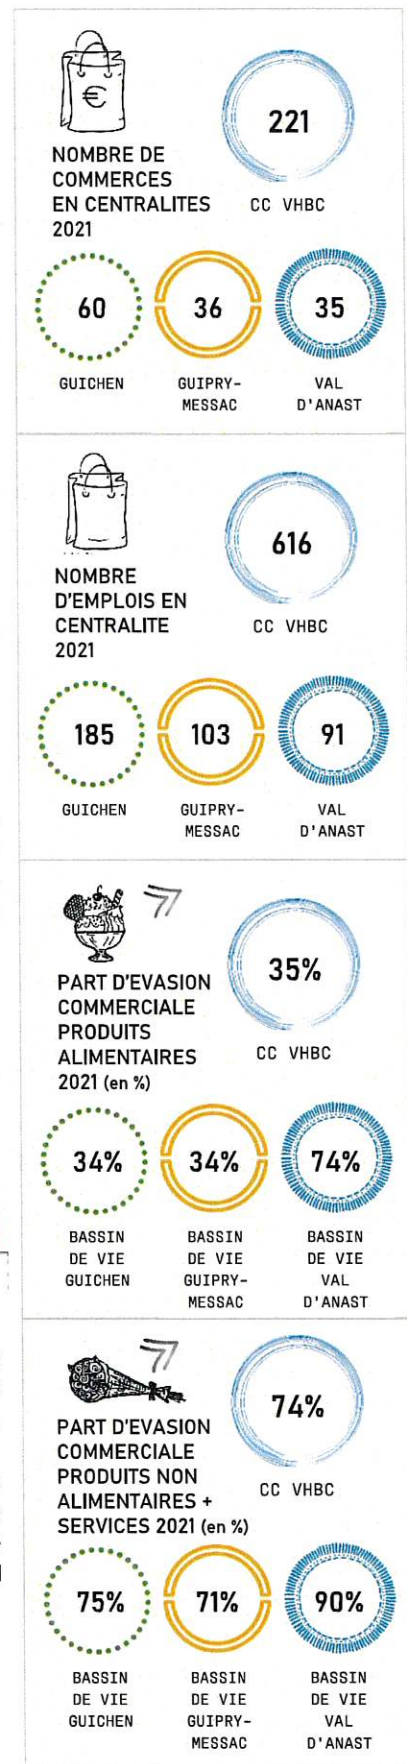 €
NOMBRE DE
COMMERCES
EN CENTRALITES
2021
221
CC VHBC
60
GUICHEN
36
GUIPRY-
MESSAC
35
VAL
D'ANAST
NOMBRE
D'EMPLOIS EN
CENTRALITE
2021
616
CC VHBC
185
GUICHEN
103
GUIPRY-
MESSAC
91
VAL
D'ANAST
PART D'EVASION
COMMERCIALE
PRODUITS
ALIMENTAIRES
2021 (en %)
35%
CC VHBC
34%
BASSIN
DE VIE
GUICHEN
34%
BASSIN
DE VIE
GUIPRY-
MESSAC
74%
BASSIN
DE VIE
VAL
D'ANAST
PART D'EVASION
COMMERCIALE
PRODUITS NON
ALIMENTAIRES +
SERVICES 2021 (en %)
74%
CC VHBC
75%
BASSIN
DE VIE
GUICHEN
71%
BASSIN
DE VIE
GUIPRY-
MESSAC
90%
BASSIN
DE VIE
VAL
D'ANAST